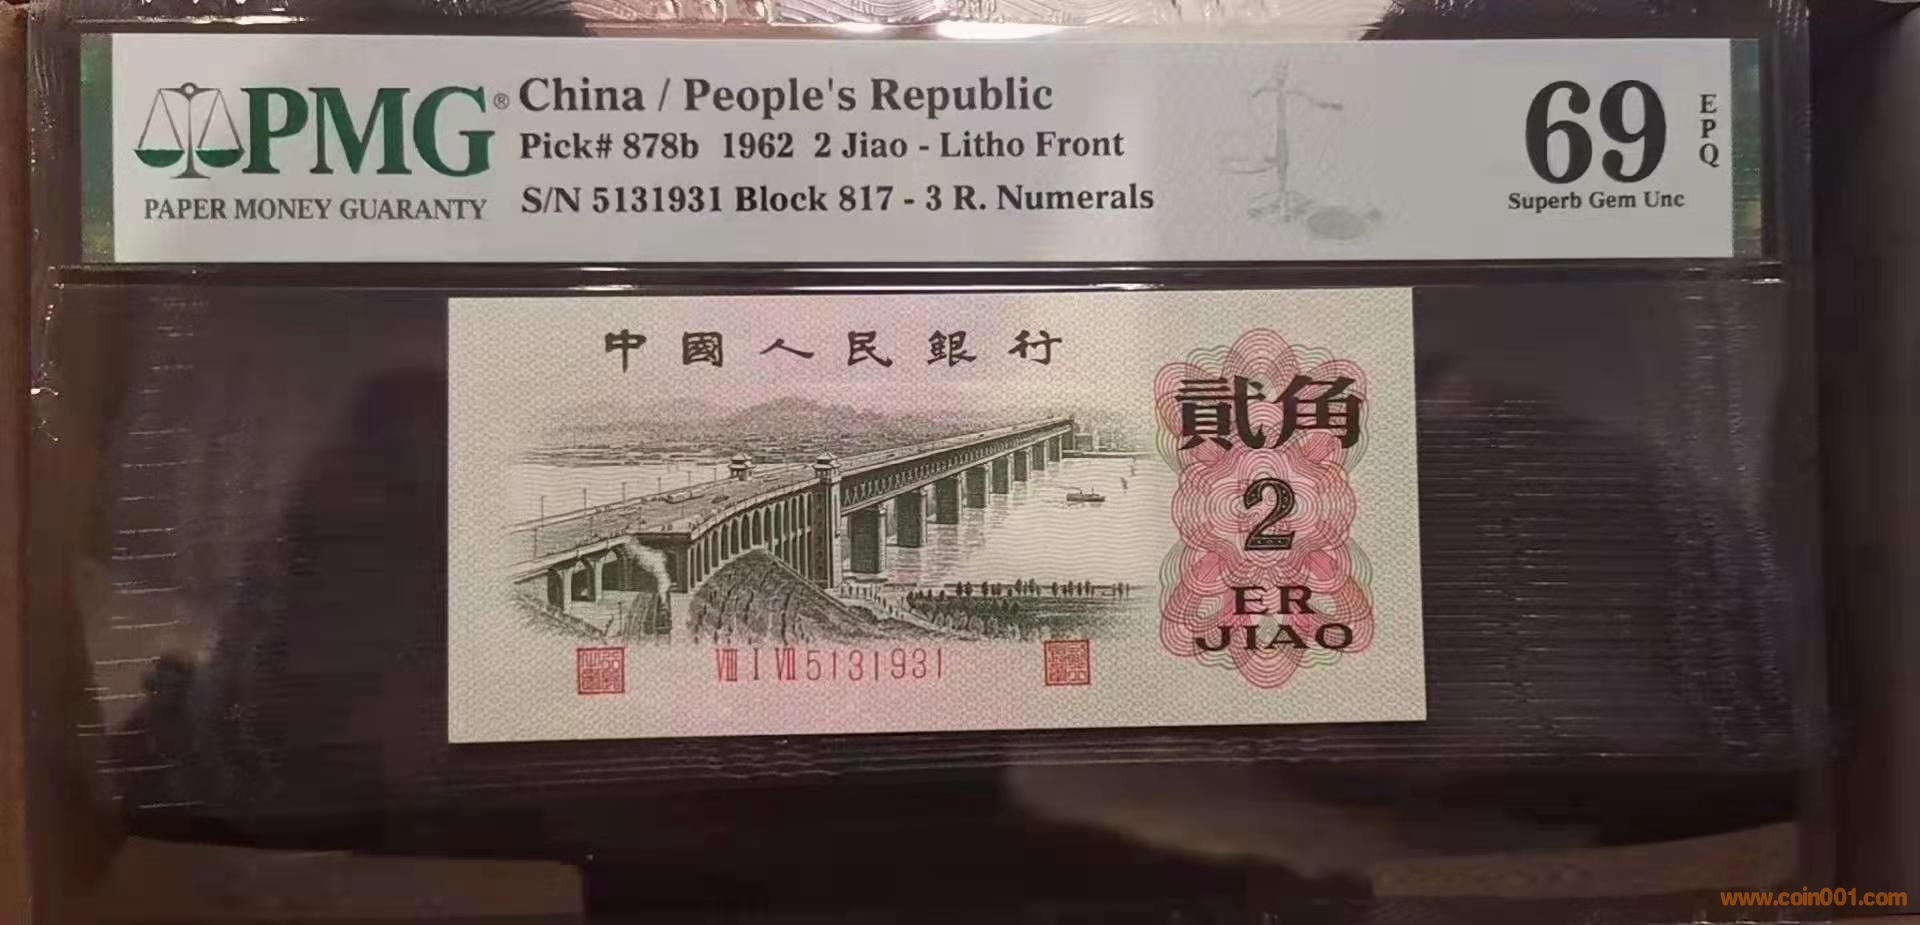 PMG®
PAPER MONEY GUARANTY
China / People's Republic
Pick# 878b 1962 2 Jiao - Litho Front
S/N 5131931 Block 817 - 3 R. Numerals
69
EPQ
Superb Gem Unc
中國人民銀行
貳角
2
ER
JIAO
Ⅷ Ⅰ Ⅶ 5131931
www.coin001.com